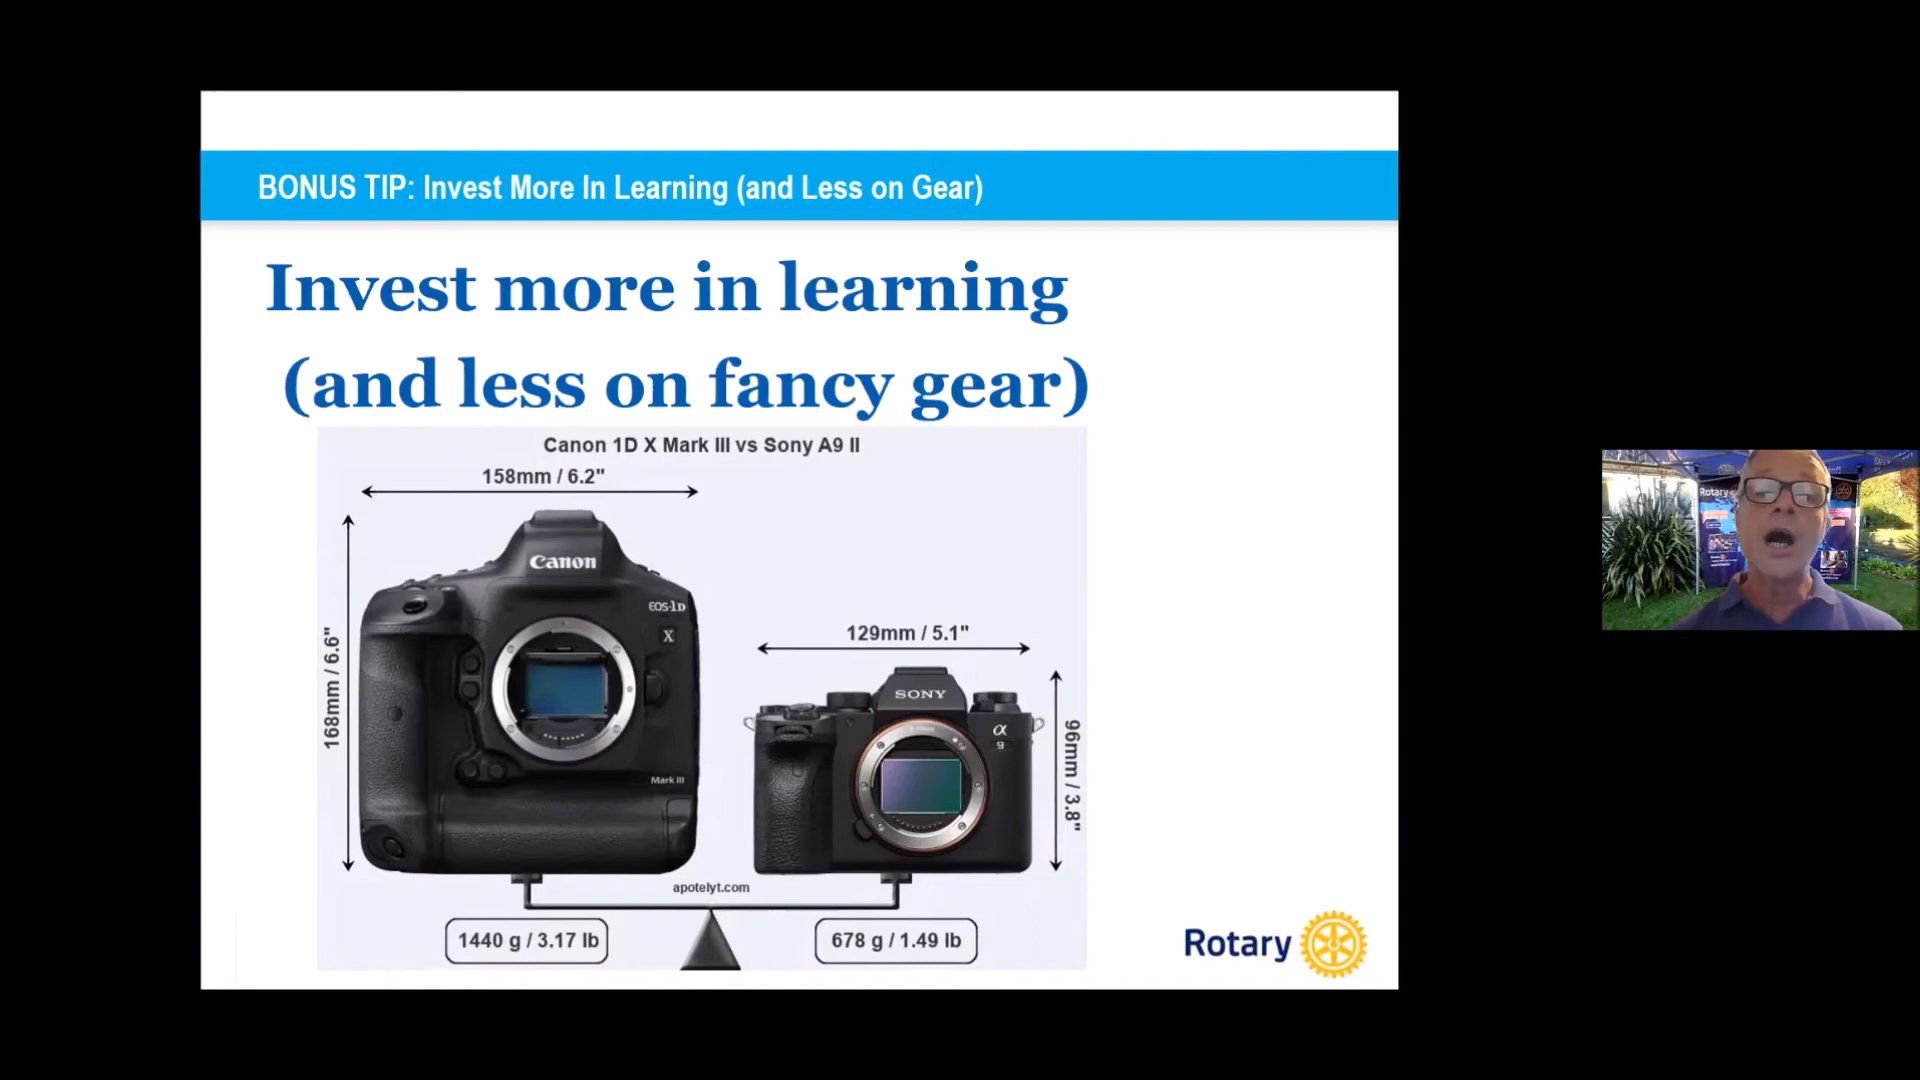 BONUS TIP: Invest More In Learning (and Less on Gear)
Invest more in learning
(and less on fancy gear)
Canon 1D X Mark III vs Sony A9 II
158mm / 6.2"
168mm / 6.6"
Canon
EOS-1D
X
Mark III
129mm / 5.1"
SONY
α
9
96mm / 3.8"
apotelyt.com
1440 g / 3.17 lb
678 g / 1.49 lb
Rotary
Rotary